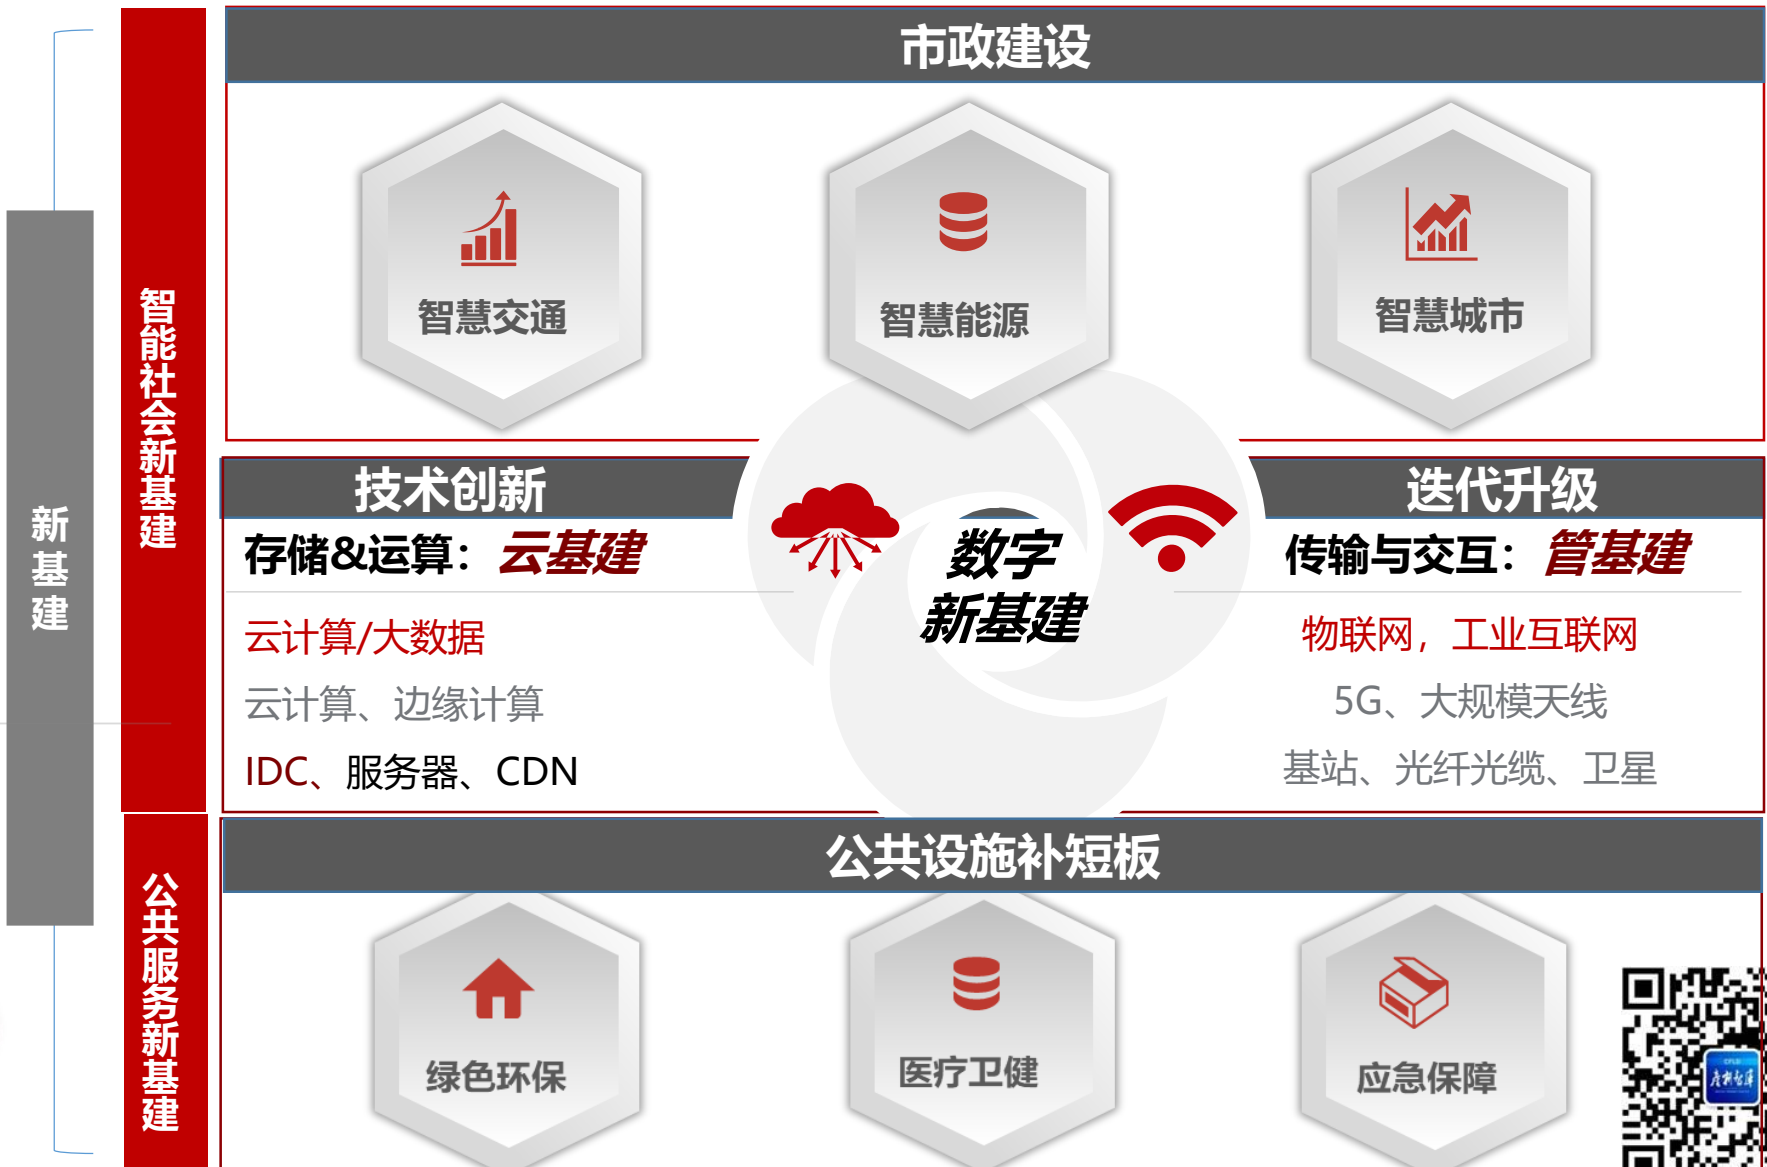 新基建
智能社会新基建
市政建设
智慧交通
智慧能源
智慧城市
技术创新
存储&运算：云基建
云计算/大数据
云计算、边缘计算
IDC、服务器、CDN
数字
新基建
迭代升级
传输与交互：管基建
物联网，工业互联网
5G、大规模天线
基站、光纤光缆、卫星
公共服务新基建
公共设施补短板
绿色环保
医疗卫健
应急保障